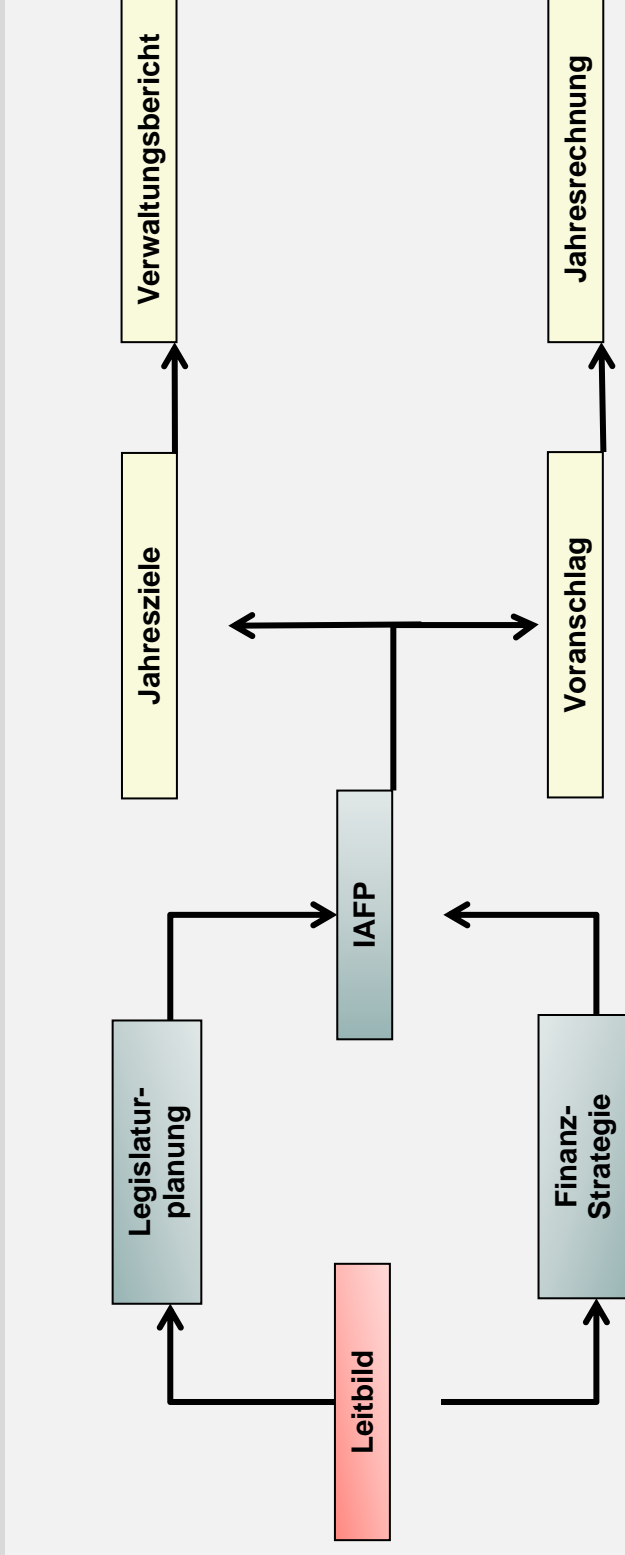 Leitbild
Legislatur-
planung
Finanz-
Strategie
IAFP
Jahresziele
Voranschlag
Verwaltungsbericht
Jahresrechnung